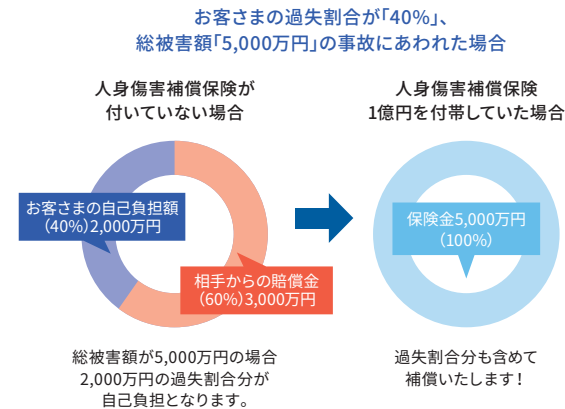 お客さまの過失割合が「40%」、
総被害額「5,000万円」の事故にあわれた場合
人身傷害補償保険が
付いていない場合
お客さまの自己負担額
(40%)2,000万円
相手からの賠償金
(60%)3,000万円
総被害額が5,000万円の場合
2,000万円の過失割合分が
自己負担となります。
人身傷害補償保険
1億円を付帯していた場合
保険金5,000万円
(100%)
過失割合分も含めて
補償いたします！